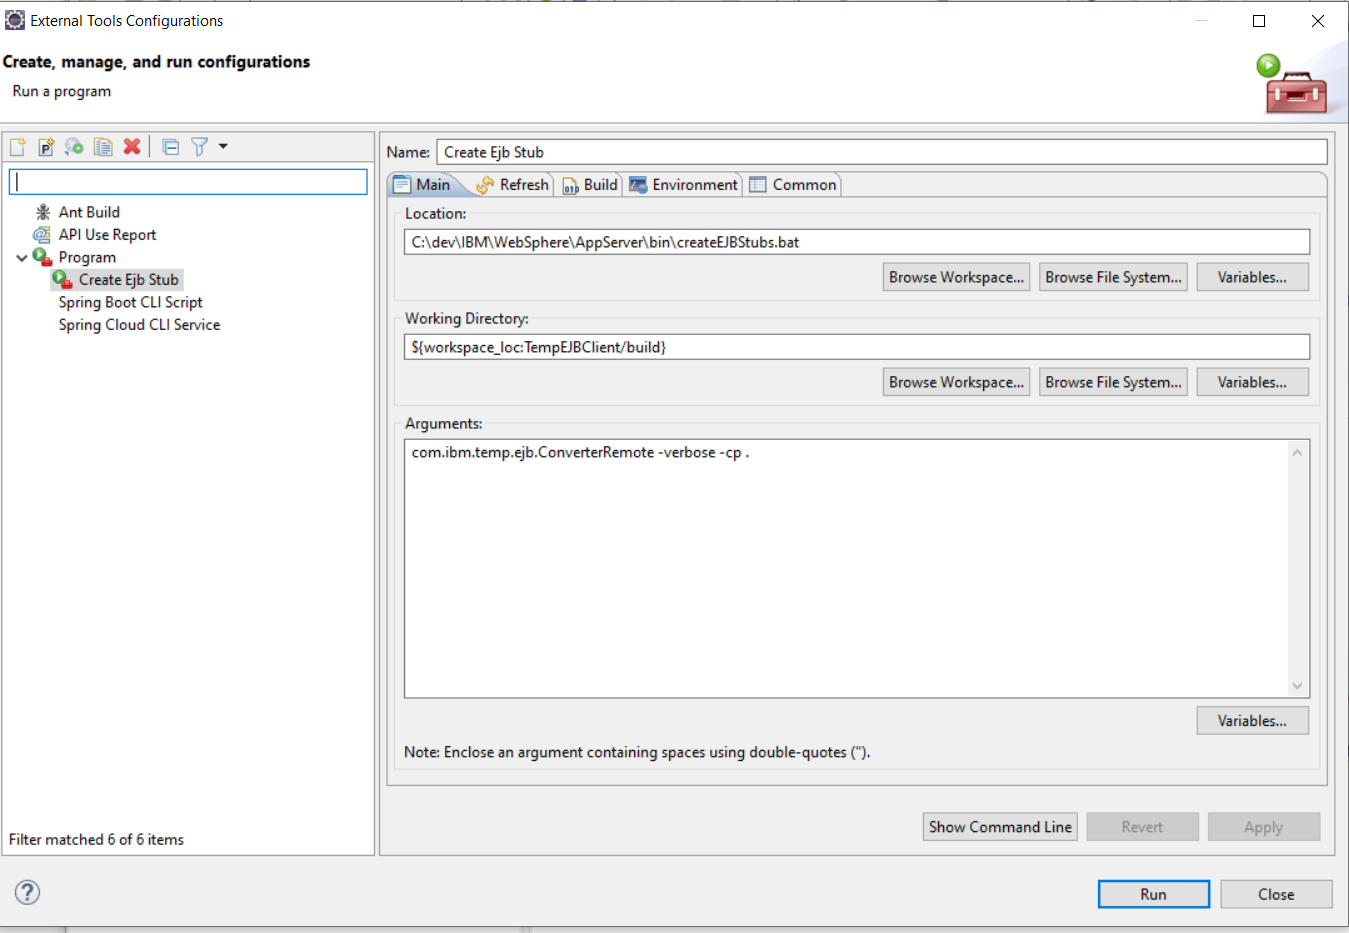 External Tools Configurations
Create, manage, and run configurations
Run a program
Ant Build
API Use Report
Program
Create Ejb Stub
Spring Boot CLI Script
Spring Cloud CLI Service
Filter matched 6 of 6 items
Name: Create Ejb Stub
Main Refresh Build Environment Common
Location:
C:\dev\IBM\WebSphere\AppServer\bin\createEJBStubs.bat
Browse Workspace... Browse File System... Variables...
Working Directory:
${workspace_loc:TempEJBClient/build}
Browse Workspace... Browse File System... Variables...
Arguments:
com.ibm.temp.ejb.ConverterRemote -verbose -cp .
Variables...
Note: Enclose an argument containing spaces using double-quotes (").
Show Command Line Revert Apply
Run Close